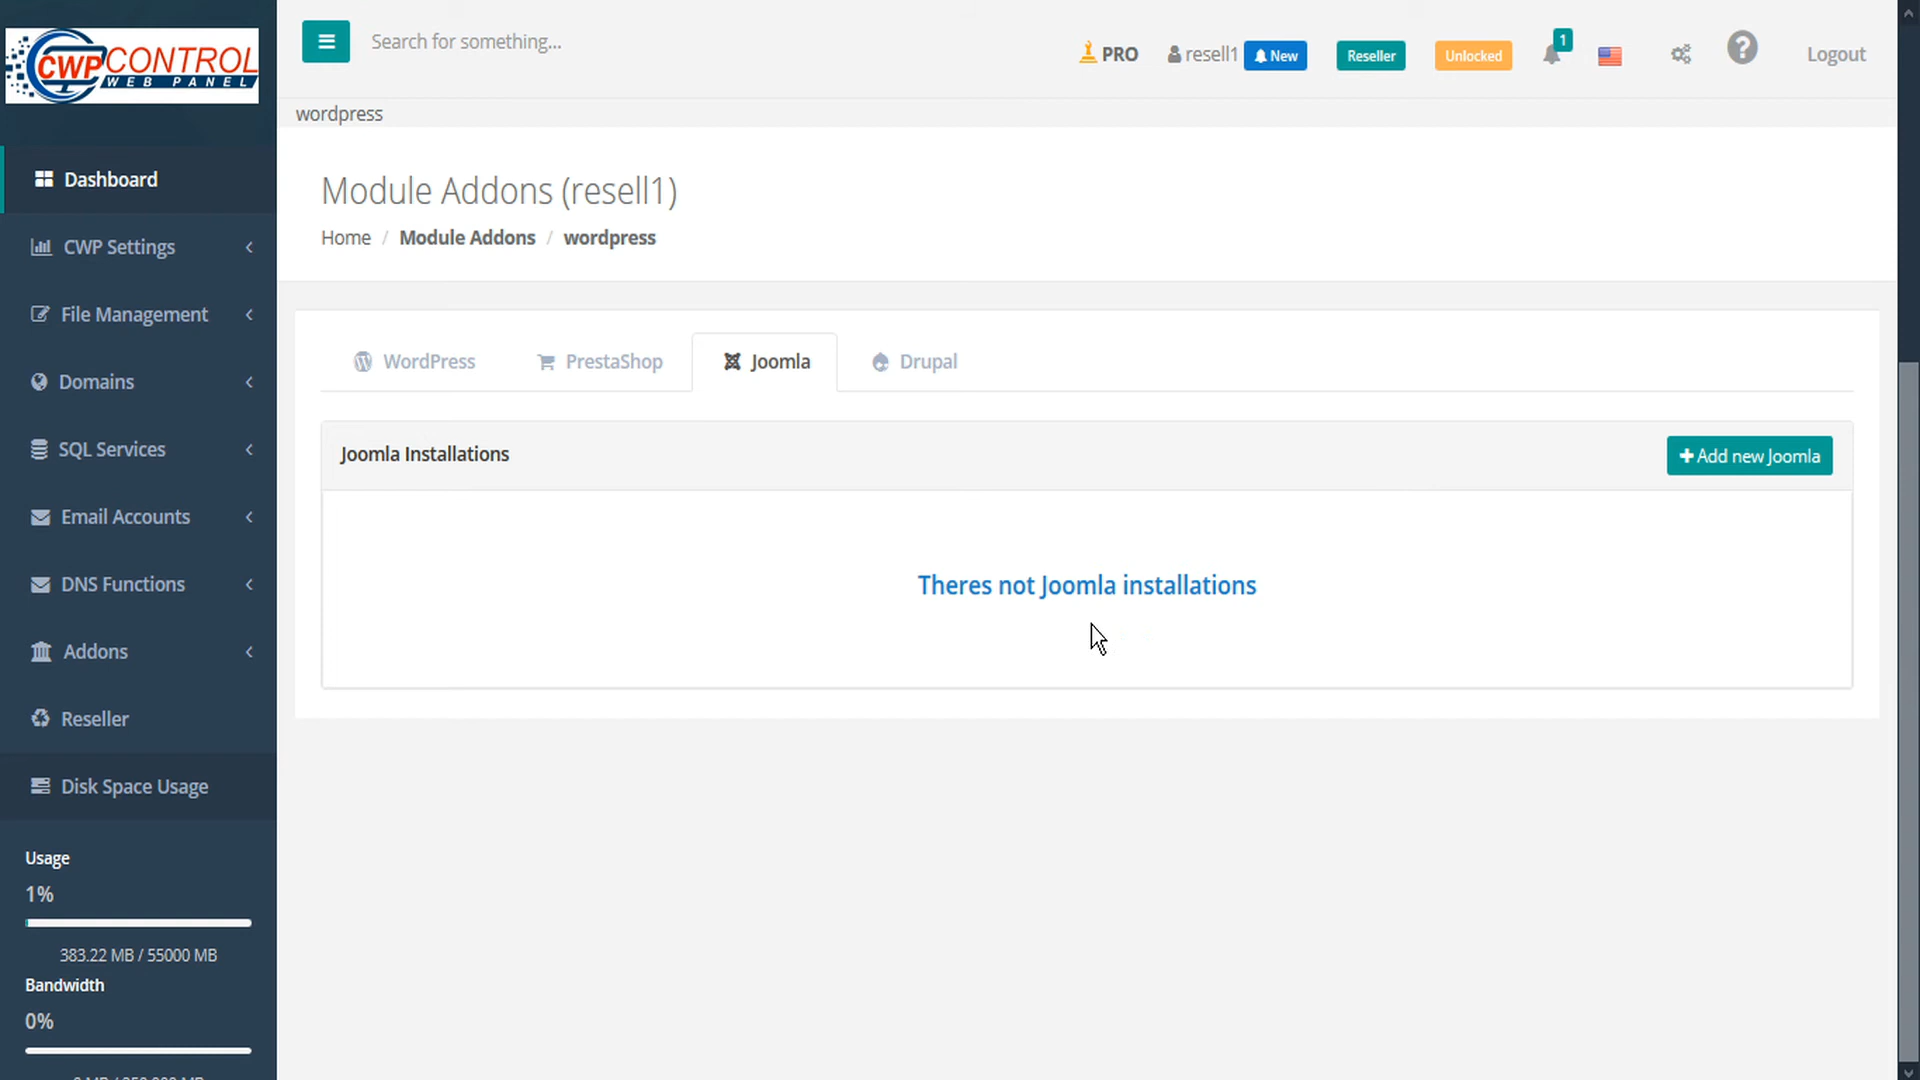 CWP CONTROL
WEB PANEL
Search for something...
PRO
resell1
New
Reseller
Unlocked
1
?
Logout
wordpress
Dashboard
CWP Settings
File Management
Domains
SQL Services
Email Accounts
DNS Functions
Addons
Reseller
Disk Space Usage
Usage
1%
383.22 MB / 55000 MB
Bandwidth
0%
Module Addons (resell1)
Home / Module Addons / wordpress
WordPress
PrestaShop
Joomla
Drupal
Joomla Installations
Add new Joomla
Theres not Joomla installations